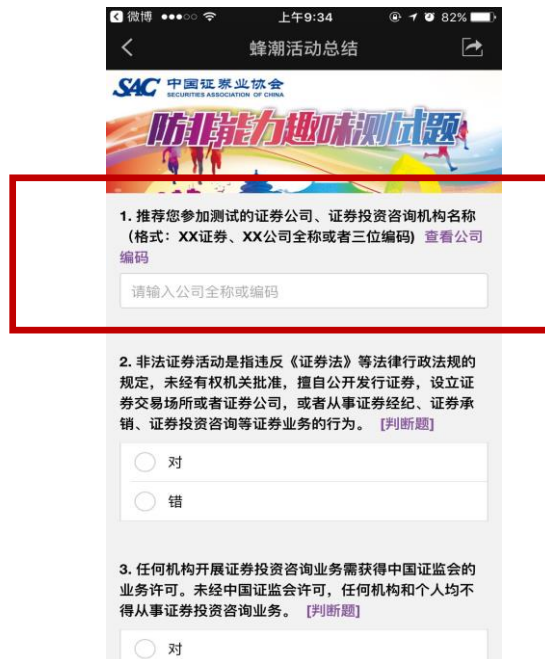 微博 上午9:34 82%
蜂潮活动总结
SAC 中国证券业协会
SECURITIES ASSOCIATION OF CHINA
防非能力趣味测试题
1. 推荐您参加测试的证券公司、证券投资咨询机构名称
（格式：XX证券、XX公司全称或者三位编码) 查看公司
编码
请输入公司全称或编码
2. 非法证券活动是指违反《证券法》等法律行政法规的
规定，未经有权机关批准，擅自公开发行证券，设立证
券交易场所或者证券公司，或者从事证券经纪、证券承
销、证券投资咨询等证券业务的行为。 [判断题]
对
错
3. 任何机构开展证券投资咨询业务需获得中国证监会的
业务许可。未经中国证监会许可，任何机构和个人均不
得从事证券投资咨询业务。 [判断题]
对